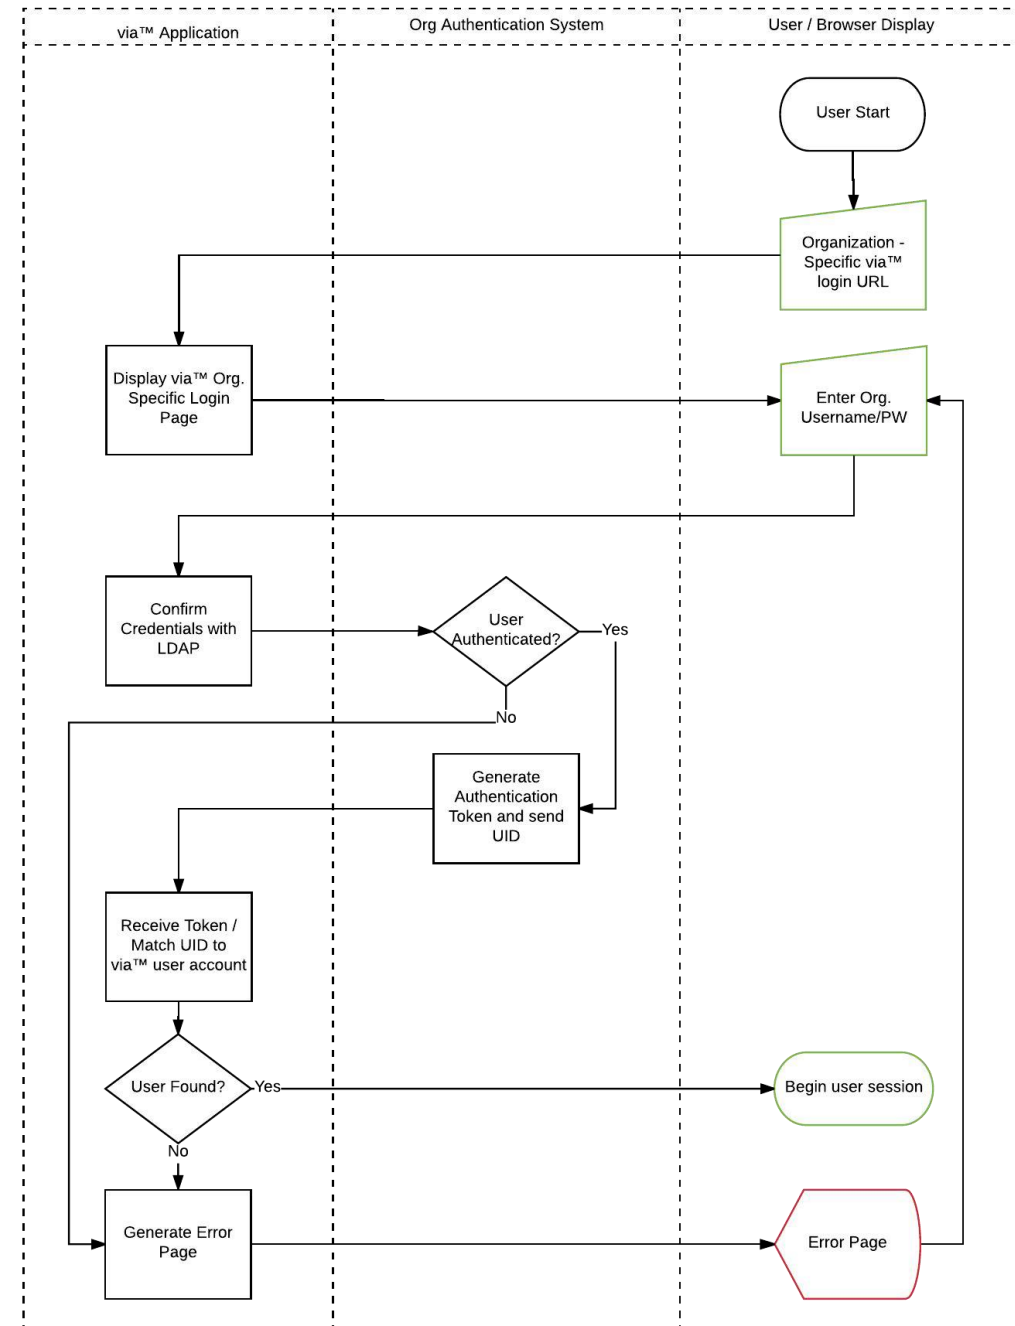 via™ Application
Org Authentication System
User / Browser Display
User Start
Organization -
Specific via™
login URL
Display via™ Org.
Specific Login
Page
Enter Org.
Username/PW
Confirm
Credentials with
LDAP
User
Authenticated?
Yes
No
Generate
Authentication
Token and send
UID
Receive Token /
Match UID to
via™ user account
User Found?
Yes
Begin user session
No
Generate Error
Page
Error Page